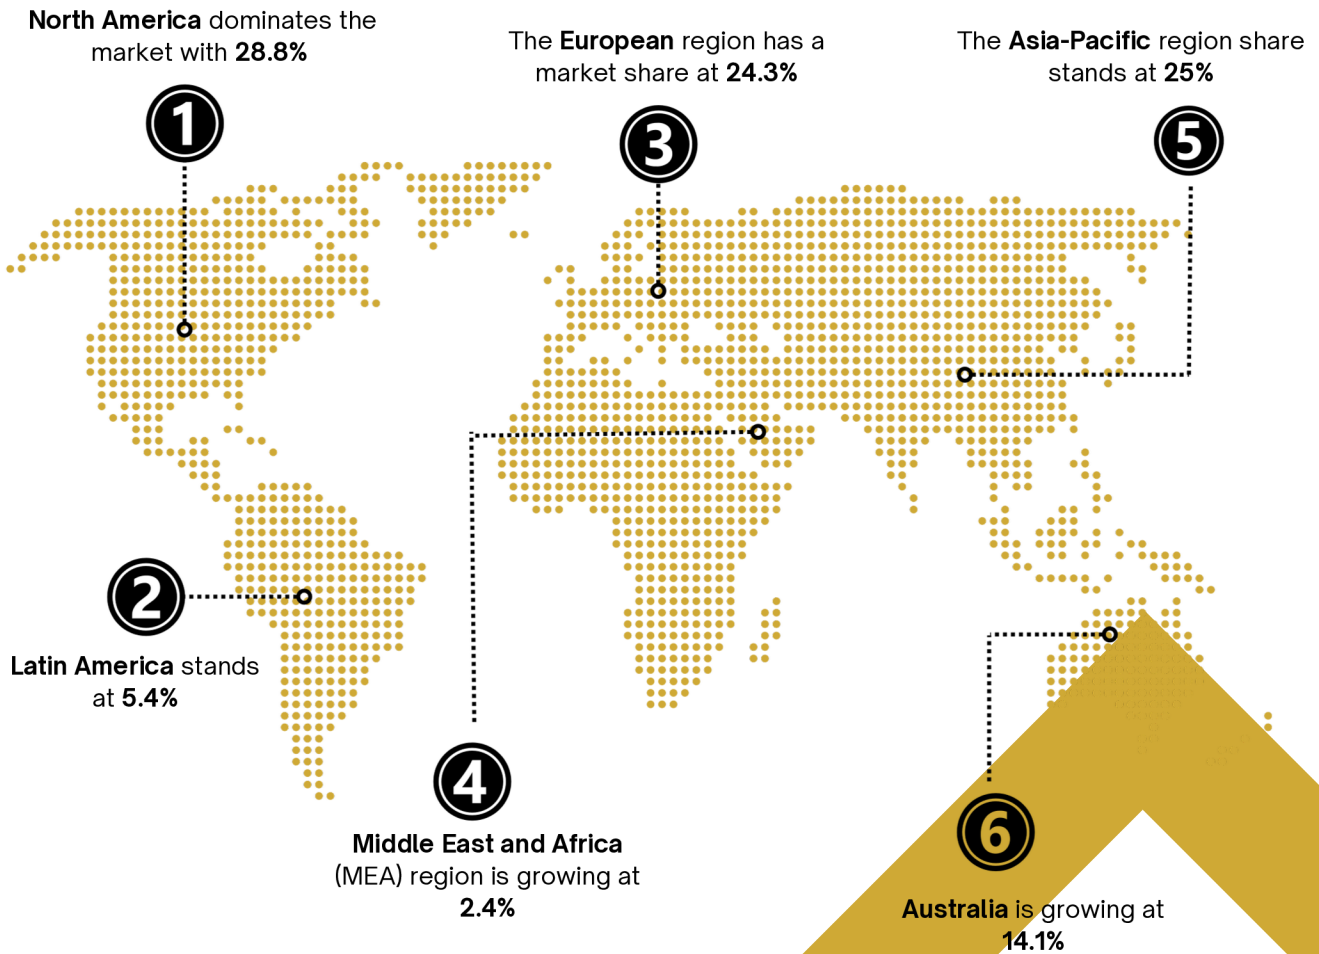 North America dominates the
market with 28.8%
1
The European region has a
market share at 24.3%
3
The Asia-Pacific region share
stands at 25%
5
2
Latin America stands
at 5.4%
4
Middle East and Africa
(MEA) region is growing at
2.4%
6
Australia is growing at
14.1%